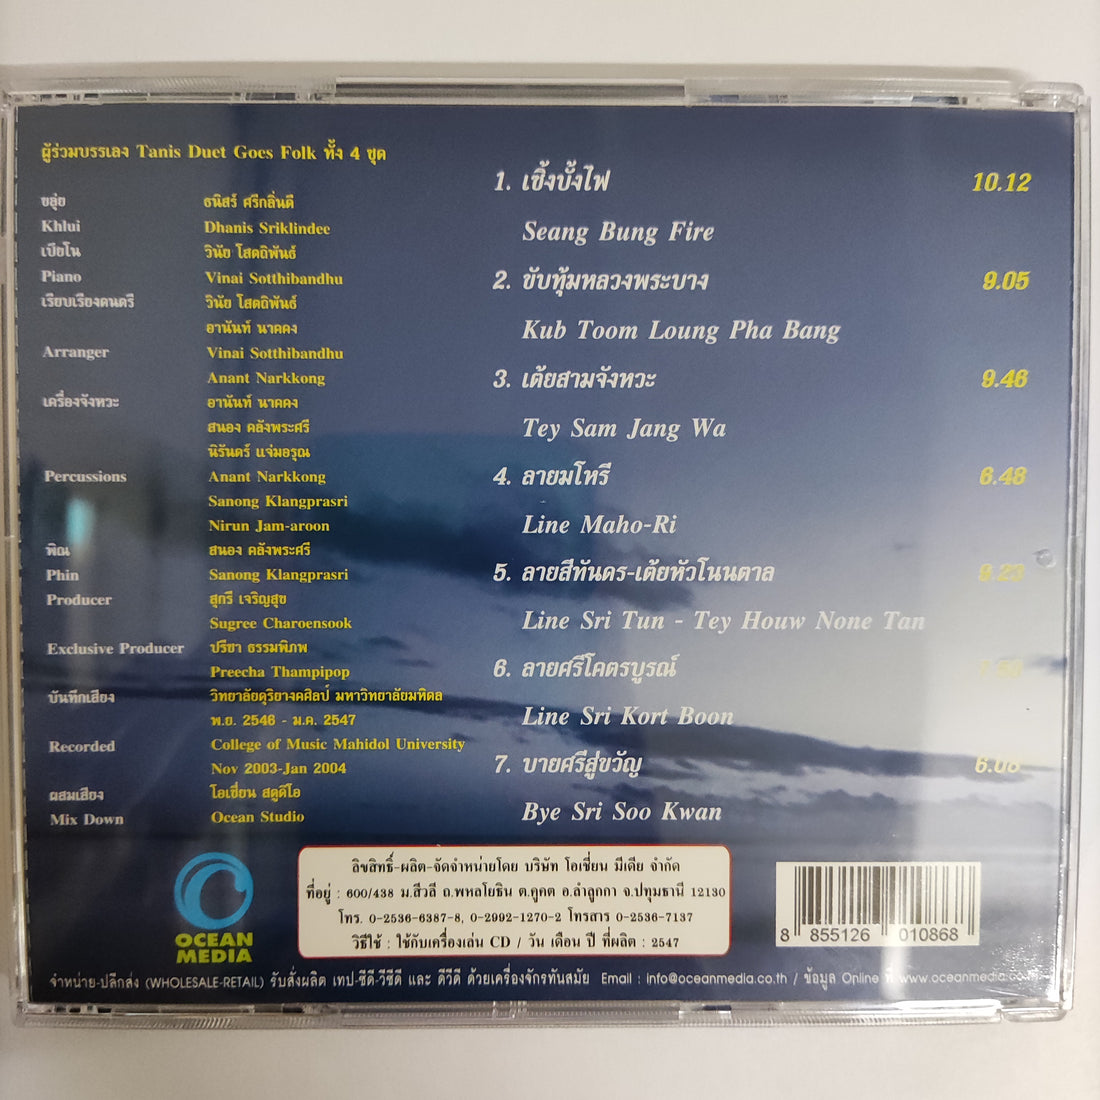 ผู้ร่วมบรรเลง Tanis Duet Goes Folk ทั้ง 4 ชุด
ขลุ่ย ธนิสร์ ศรีกลิ่นดี
Khlui Dhanis Sriklindee
เปียโน วินัย โสตถิพันธ์
Piano Vinai Sotthibandhu
เรียบเรียงดนตรี วินัย โสตถิพันธ์
อานันท์ นาคคง
Arranger Vinai Sotthibandhu
Anant Narkkong
เครื่องจังหวะ อานันท์ นาคคง
สนอง คลังพระศรี
นิรันดร์ แจ่มอรุณ
Percussions Anant Narkkong
Sanong Klangprasri
Nirun Jam-aroon
พิณ สนอง คลังพระศรี
Phin Sanong Klangprasri
Producer สุกรี เจริญสุข
Sugree Charoensook
Exclusive Producer ปรีชา ธรรมพิภพ
Preecha Thampipop
บันทึกเสียง วิทยาลัยดุริยางคศิลป์ มหาวิทยาลัยมหิดล
พ.ย. 2546 - ม.ค. 2547
Recorded College of Music Mahidol University
Nov 2003-Jan 2004
ผสมเสียง โอเชี่ยน สตูดิโอ
Mix Down Ocean Studio
1. เซิ้งบั้งไฟ 10.12
Seang Bung Fire
2. ขับทุ้มหลวงพระบาง 9.05
Kub Toom Loung Pha Bang
3. เต้ยสามจังหวะ 9.46
Tey Sam Jang Wa
4. ลายมโหรี 6.48
Line Maho-Ri
5. ลายสีทันดร-เต้ยหัวโนนตาล 9.23
Line Sri Tun - Tey Houw None Tan
6. ลายศรีโคตรบูรณ์
Line Sri Kort Boon
7. บายศรีสู่ขวัญ 6.08
Bye Sri Soo Kwan
OCEAN
MEDIA
ลิขสิทธิ์-ผลิต-จัดจำหน่ายโดย บริษัท โอเชี่ยน มีเดีย จำกัด
ที่อยู่ : 600/438 ม.สีวลี ถ.พหลโยธิน ต.คูคต อ.ลำลูกกา จ.ปทุมธานี 12130
โทร. 0-2536-6387-8, 0-2992-1270-2 โทรสาร 0-2536-7137
วิธีใช้ : ใช้กับเครื่องเล่น CD / วัน เดือน ปี ที่ผลิต : 2547
8 855126 010868
จำหน่าย-ปลีกส่ง (WHOLESALE-RETAIL) รับสั่งผลิต เทป-ซีดี-วีซีดี และ ดีวีดี ด้วยเครื่องจักรทันสมัย Email : info@oceanmedia.co.th / ข้อมูล Online ที่ www.oceanmedia.co.th